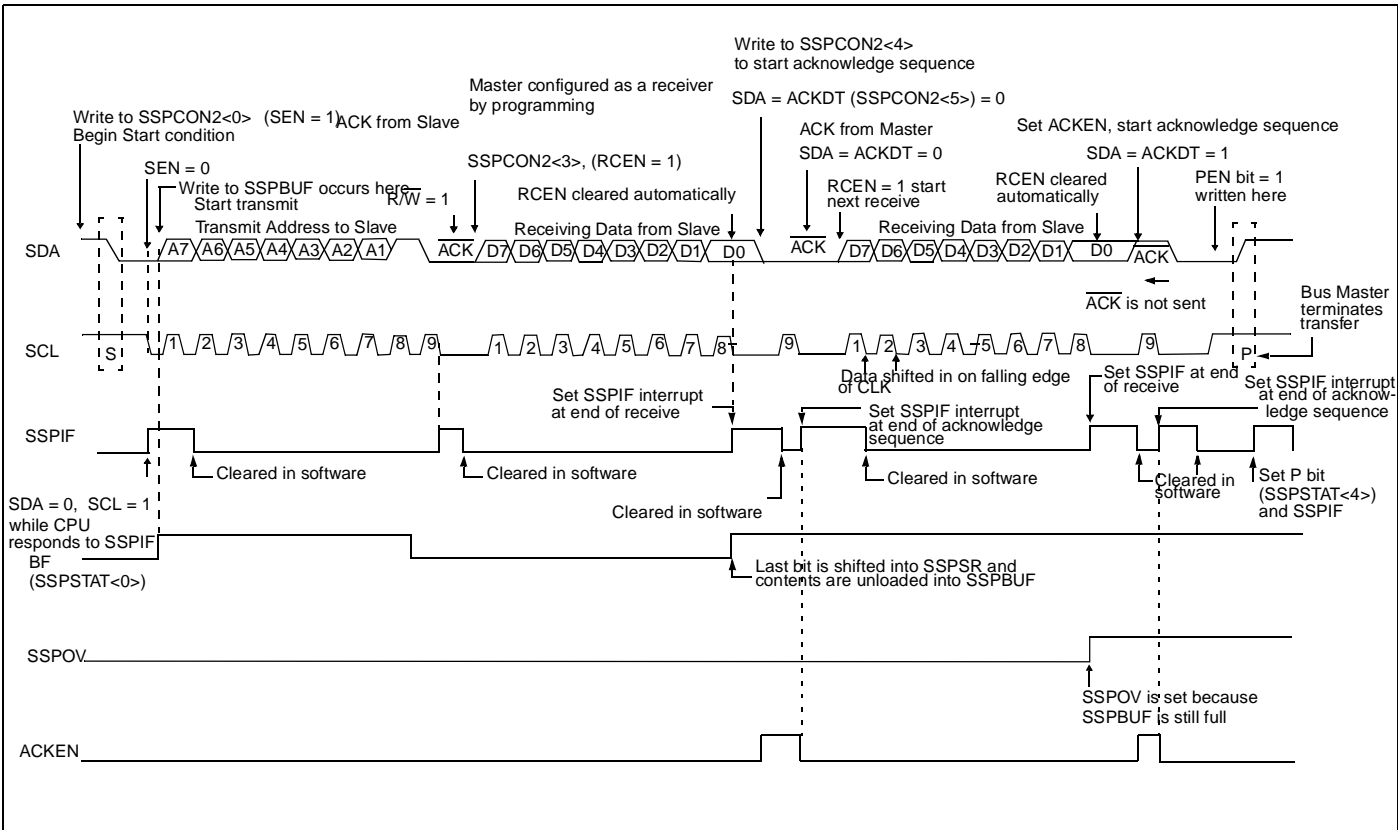 Write to SSPCON2<4>
to start acknowledge sequence
SDA = ACKDT (SSPCON2<5>) = 0
Master configured as a receiver
by programming
SSPCON2<3>, (RCEN = 1)
Write to SSPCON2<0> (SEN = 1)
Begin Start condition
ACK from Slave
ACK from Master
SDA = ACKDT = 0
Set ACKEN, start acknowledge sequence
SDA = ACKDT = 1
SEN = 0
Write to SSPBUF occurs here
Start transmit
R/W = 1
RCEN cleared automatically
RCEN = 1 start
next receive
RCEN cleared
automatically
PEN bit = 1
written here
Transmit Address to Slave
Receiving Data from Slave
Receiving Data from Slave
SDA
A7 A6 A5 A4 A3 A2 A1
ACK
D7 D6 D5 D4 D3 D2 D1 D0
ACK
D7 D6 D5 D4 D3 D2 D1 D0
ACK
ACK is not sent
Bus Master
terminates
transfer
SCL
S
1 2 3 4 5 6 7 8 9
1 2 3 4 5 6 7 8 9
1 2 3 4 5 6 7 8 9
P
Data shifted in on falling edge
of CLK
Set SSPIF interrupt
at end of receive
Set SSPIF interrupt
at end of acknowledge
sequence
Set SSPIF at end
of receive
Set SSPIF interrupt
at end of acknow-
ledge sequence
SSPIF
Cleared in software
Cleared in software
Cleared in software
Cleared in software
Cleared in
software
Set P bit
(SSPSTAT<4>)
and SSPIF
SDA = 0, SCL = 1
while CPU
responds to SSPIF
BF
(SSPSTAT<0>)
Last bit is shifted into SSPSR and
contents are unloaded into SSPBUF
SSPOV
SSPOV is set because
SSPBUF is still full
ACKEN